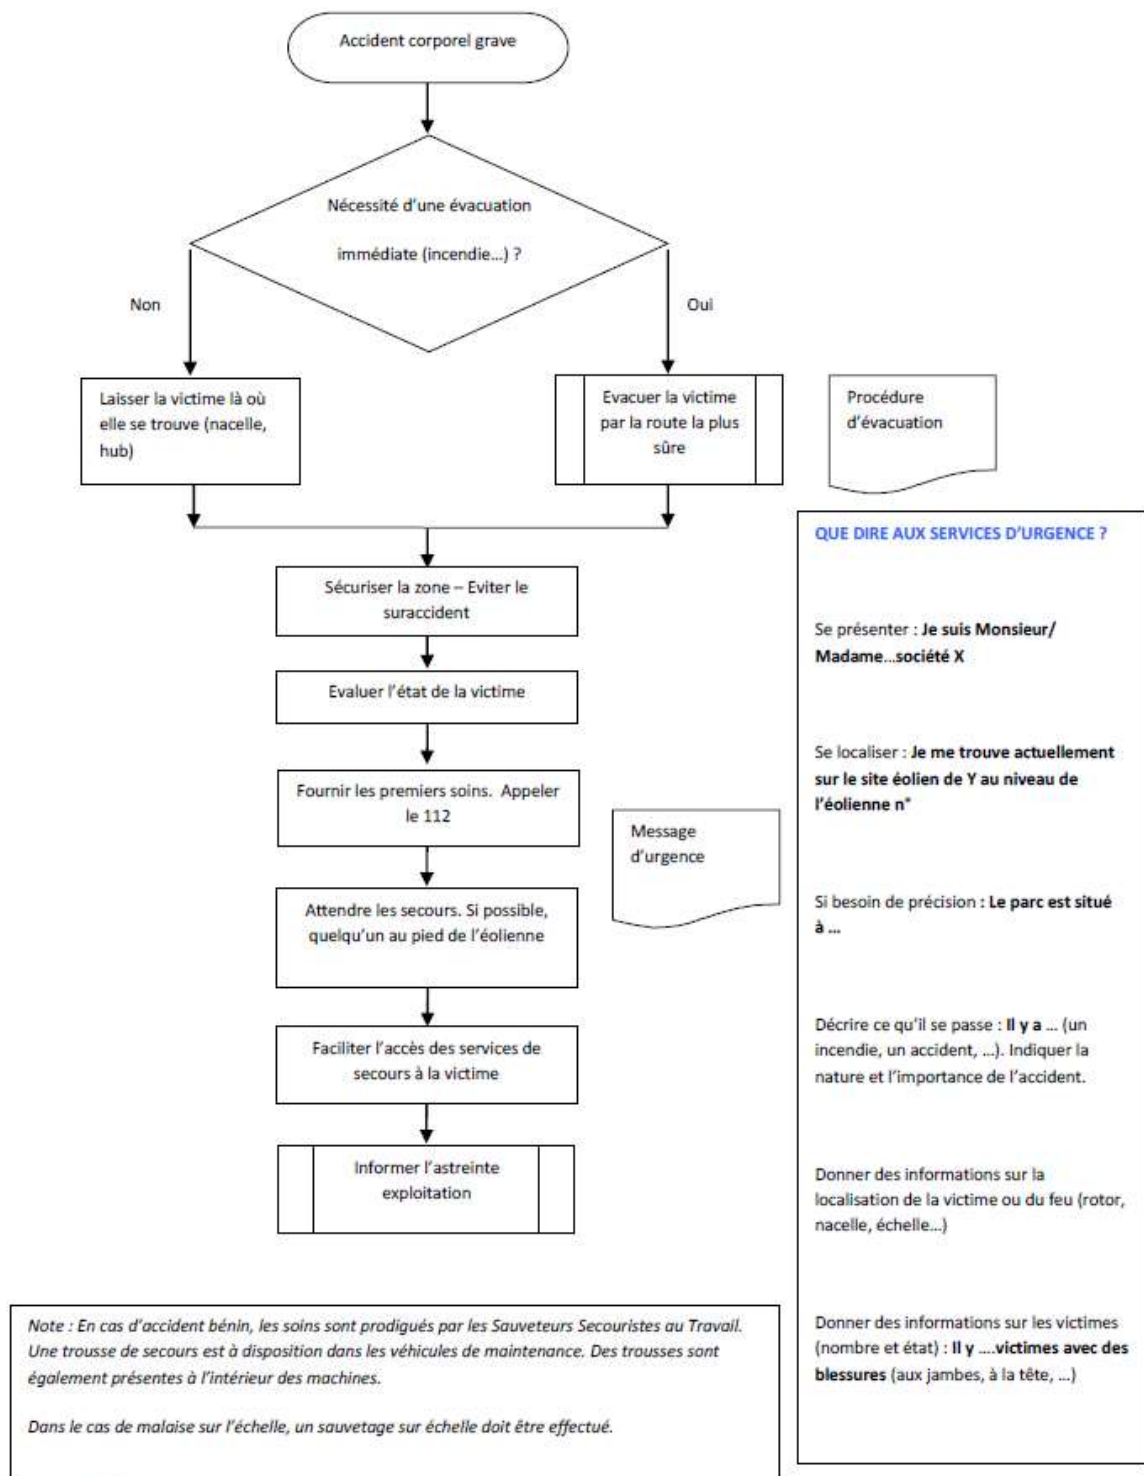 Accident corporel grave
Nécessité d'une évacuation
immédiate (incendie…) ?
Non
Oui
Laisser la victime là où
elle se trouve (nacelle,
hub)
Evacuer la victime
par la route la plus
sûre
Procédure
d'évacuation
Sécuriser la zone – Eviter le
suraccident
Evaluer l'état de la victime
Fournir les premiers soins. Appeler
le 112
Message
d'urgence
Attendre les secours. Si possible,
quelqu'un au pied de l'éolienne
Faciliter l'accès des services de
secours à la victime
Informer l'astreinte
exploitation
QUE DIRE AUX SERVICES D'URGENCE ?
Se présenter : Je suis Monsieur/
Madame…société X
Se localiser : Je me trouve actuellement
sur le site éolien de Y au niveau de
l'éolienne n°
Si besoin de précision : Le parc est situé
à …
Décrire ce qu'il se passe : Il y a … (un
incendie, un accident, …). Indiquer la
nature et l'importance de l'accident.
Donner des informations sur la
localisation de la victime ou du feu (rotor,
nacelle, échelle…)
Donner des informations sur les victimes
(nombre et état) : Il y ….victimes avec des
blessures (aux jambes, à la tête, …)
Note : En cas d'accident bénin, les soins sont prodigués par les Sauveteurs Secouristes au Travail.
Une trousse de secours est à disposition dans les véhicules de maintenance. Des trousses sont
également présentes à l'intérieur des machines.
Dans le cas de malaise sur l'échelle, un sauvetage sur échelle doit être effectué.